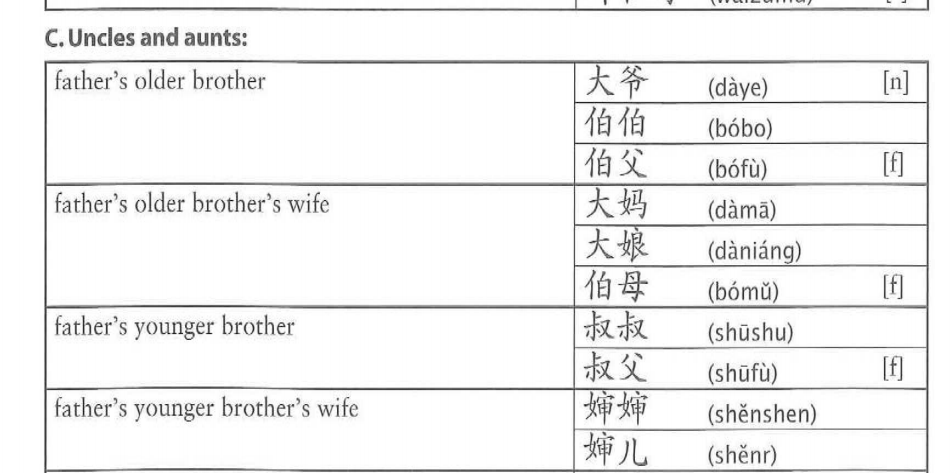 C. Uncles and aunts:
father's older brother 大爷 (dàye) [n]
伯伯 (bóbo)
伯父 (bófù) [f]
father's older brother's wife 大妈 (dàmā)
大娘 (dàniáng)
伯母 (bómǔ) [f]
father's younger brother 叔叔 (shūshu)
叔父 (shūfù) [f]
father's younger brother's wife 婶婶 (shěnshen)
婶儿 (shěnr)